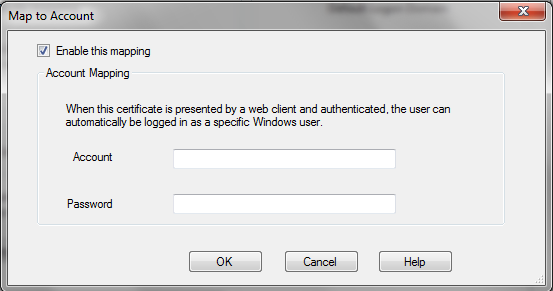 Map to Account
Enable this mapping
Account Mapping
When this certificate is presented by a web client and authenticated, the user can
automatically be logged in as a specific Windows user.
Account
Password
OK Cancel Help